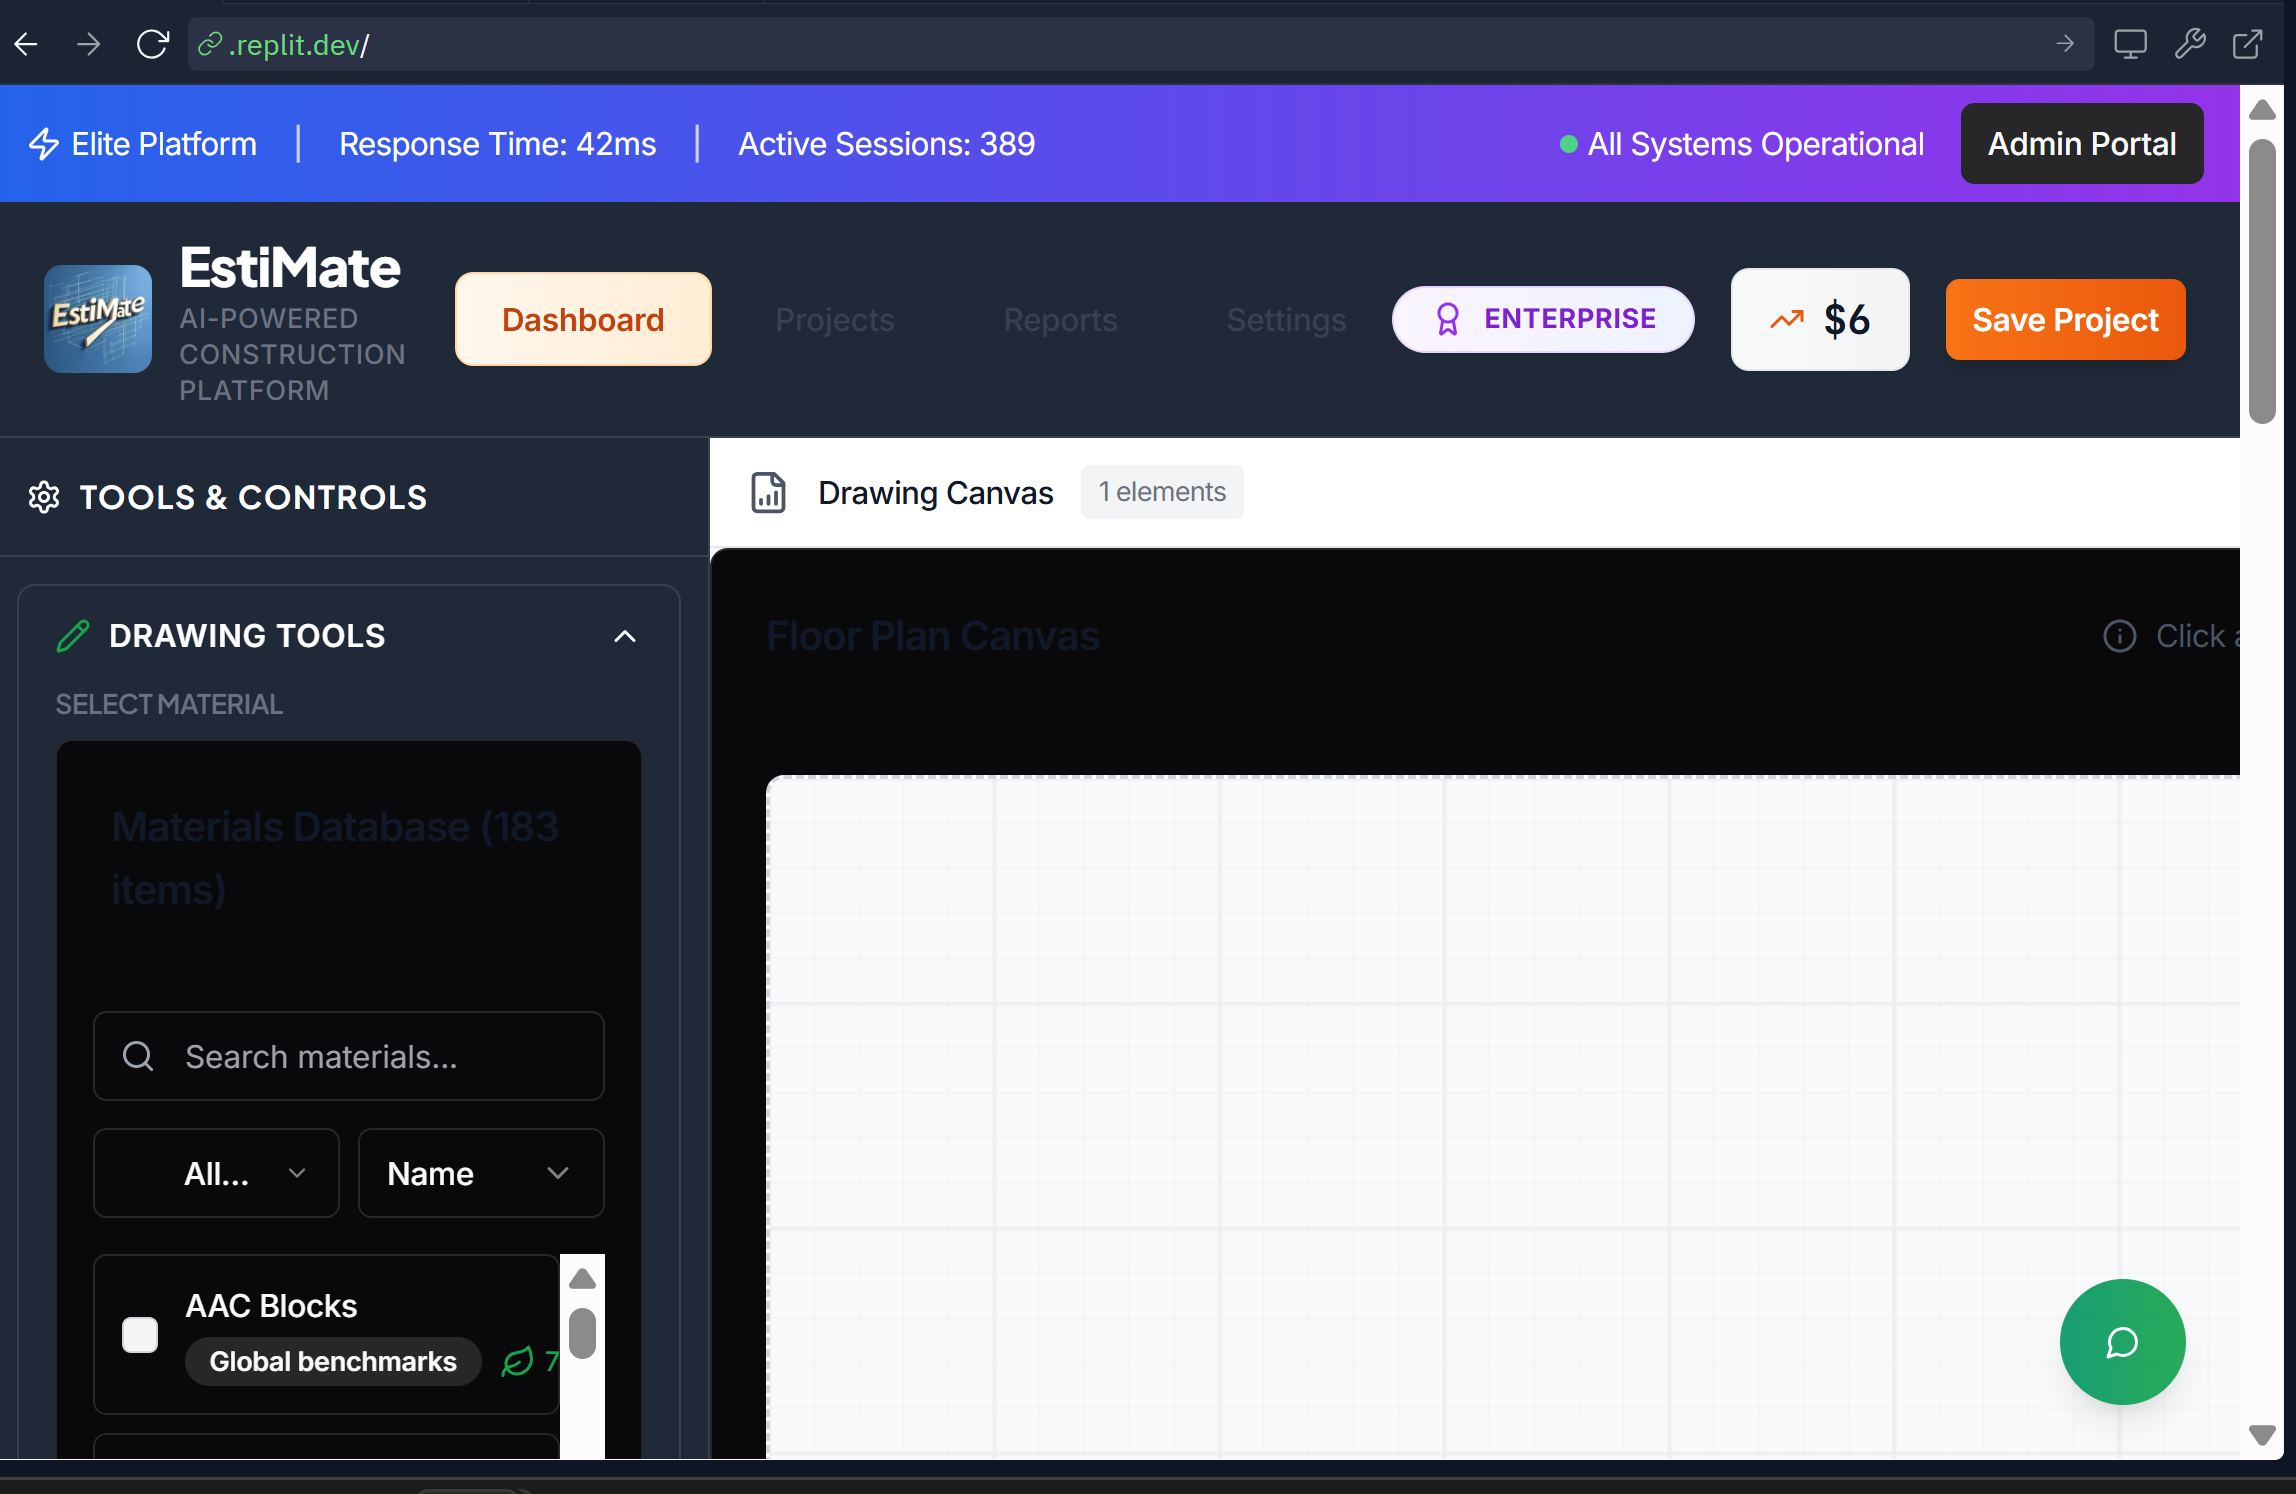 .replit.dev/
Elite Platform | Response Time: 42ms | Active Sessions: 389
All Systems Operational
Admin Portal
EstiMate
EstiMate
AI-POWERED
CONSTRUCTION
PLATFORM
Dashboard
Projects
Reports
Settings
ENTERPRISE
$6
Save Project
TOOLS & CONTROLS
Drawing Canvas
1 elements
DRAWING TOOLS
SELECT MATERIAL
Materials Database (183
items)
Search materials...
All...
Name
AAC Blocks
Global benchmarks
7
Floor Plan Canvas
Click a